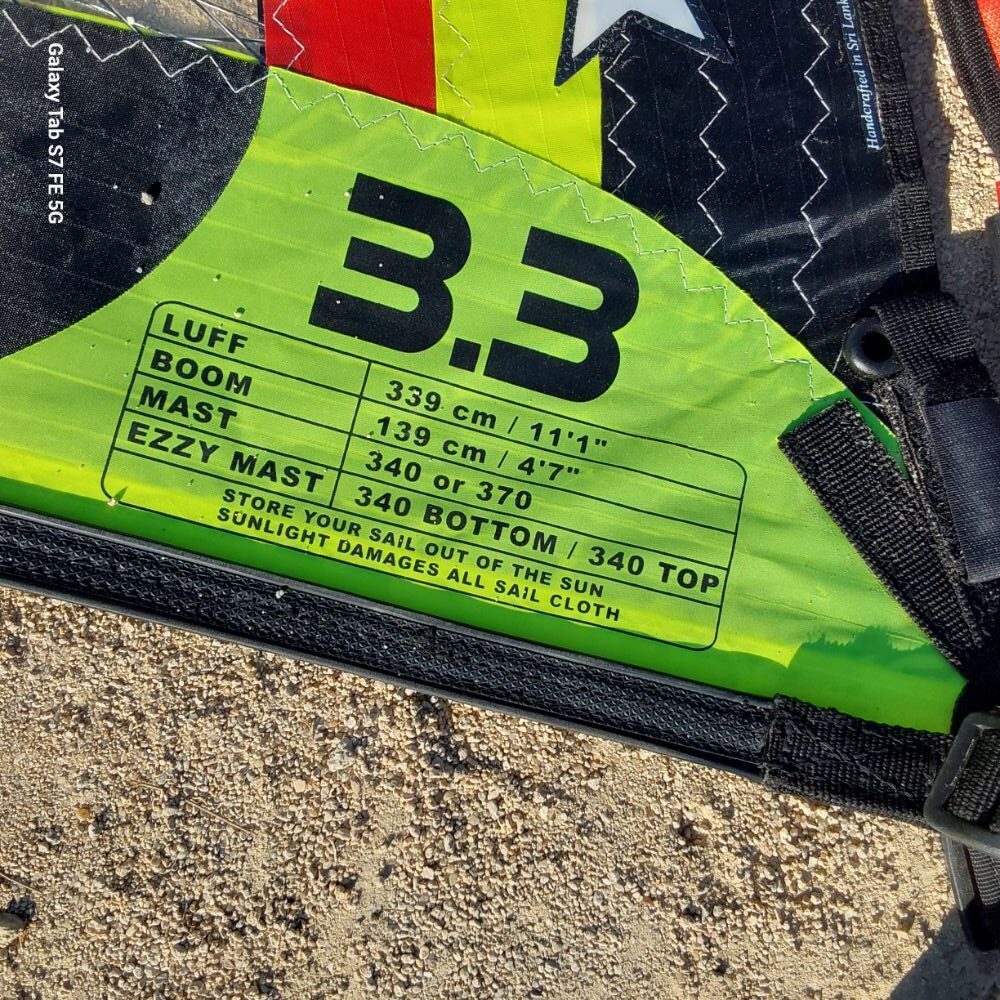 Galaxy Tab S7 FE 5G
Handcrafted in Sri Lank
3.3
LUFF 339 cm / 11'1"
BOOM 139 cm / 4'7"
MAST 340 or 370
EZZY MAST 340 BOTTOM / 340 TOP
STORE YOUR SAIL OUT OF THE SUN
SUNLIGHT DAMAGES ALL SAIL CLOTH